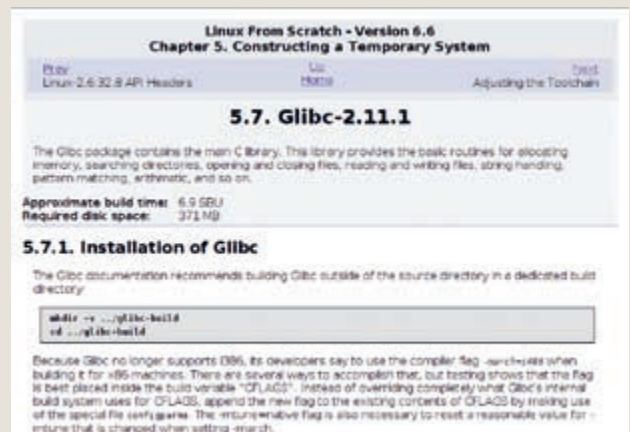 Linux From Scratch - Version 6.6
Chapter 5. Constructing a Temporary System
Prev
Up
Next
Linux-2.6.32.8 API Headers
Home
Adjusting the Toolchain
5.7. Glibc-2.11.1
The Glibc package contains the main C library. This library provides the basic routines for allocating
memory, searching directories, opening and closing files, reading and writing files, string handling,
pattern matching, arithmetic, and so on.
Approximate build time: 6.9 SBU
Required disk space: 371 MB
5.7.1. Installation of Glibc
The Glibc documentation recommends building Glibc outside of the source directory in a dedicated build
directory:
mkdir -v ../glibc-build
cd ../glibc-build
Because Glibc no longer supports i386, its developers say to use the compiler flag -march=i486 when
building it for x86 machines. There are several ways to accomplish that, but testing shows that the flag
is best placed inside the build variable "CFLAGS". Instead of overriding completely what Glibc's internal
build system uses for CFLAGS, append the new flag to the existing contents of CFLAGS by making use
of the special file configparms. The -mtune=native flag is also necessary to reset a reasonable value for -
mtune that is changed when setting -march.